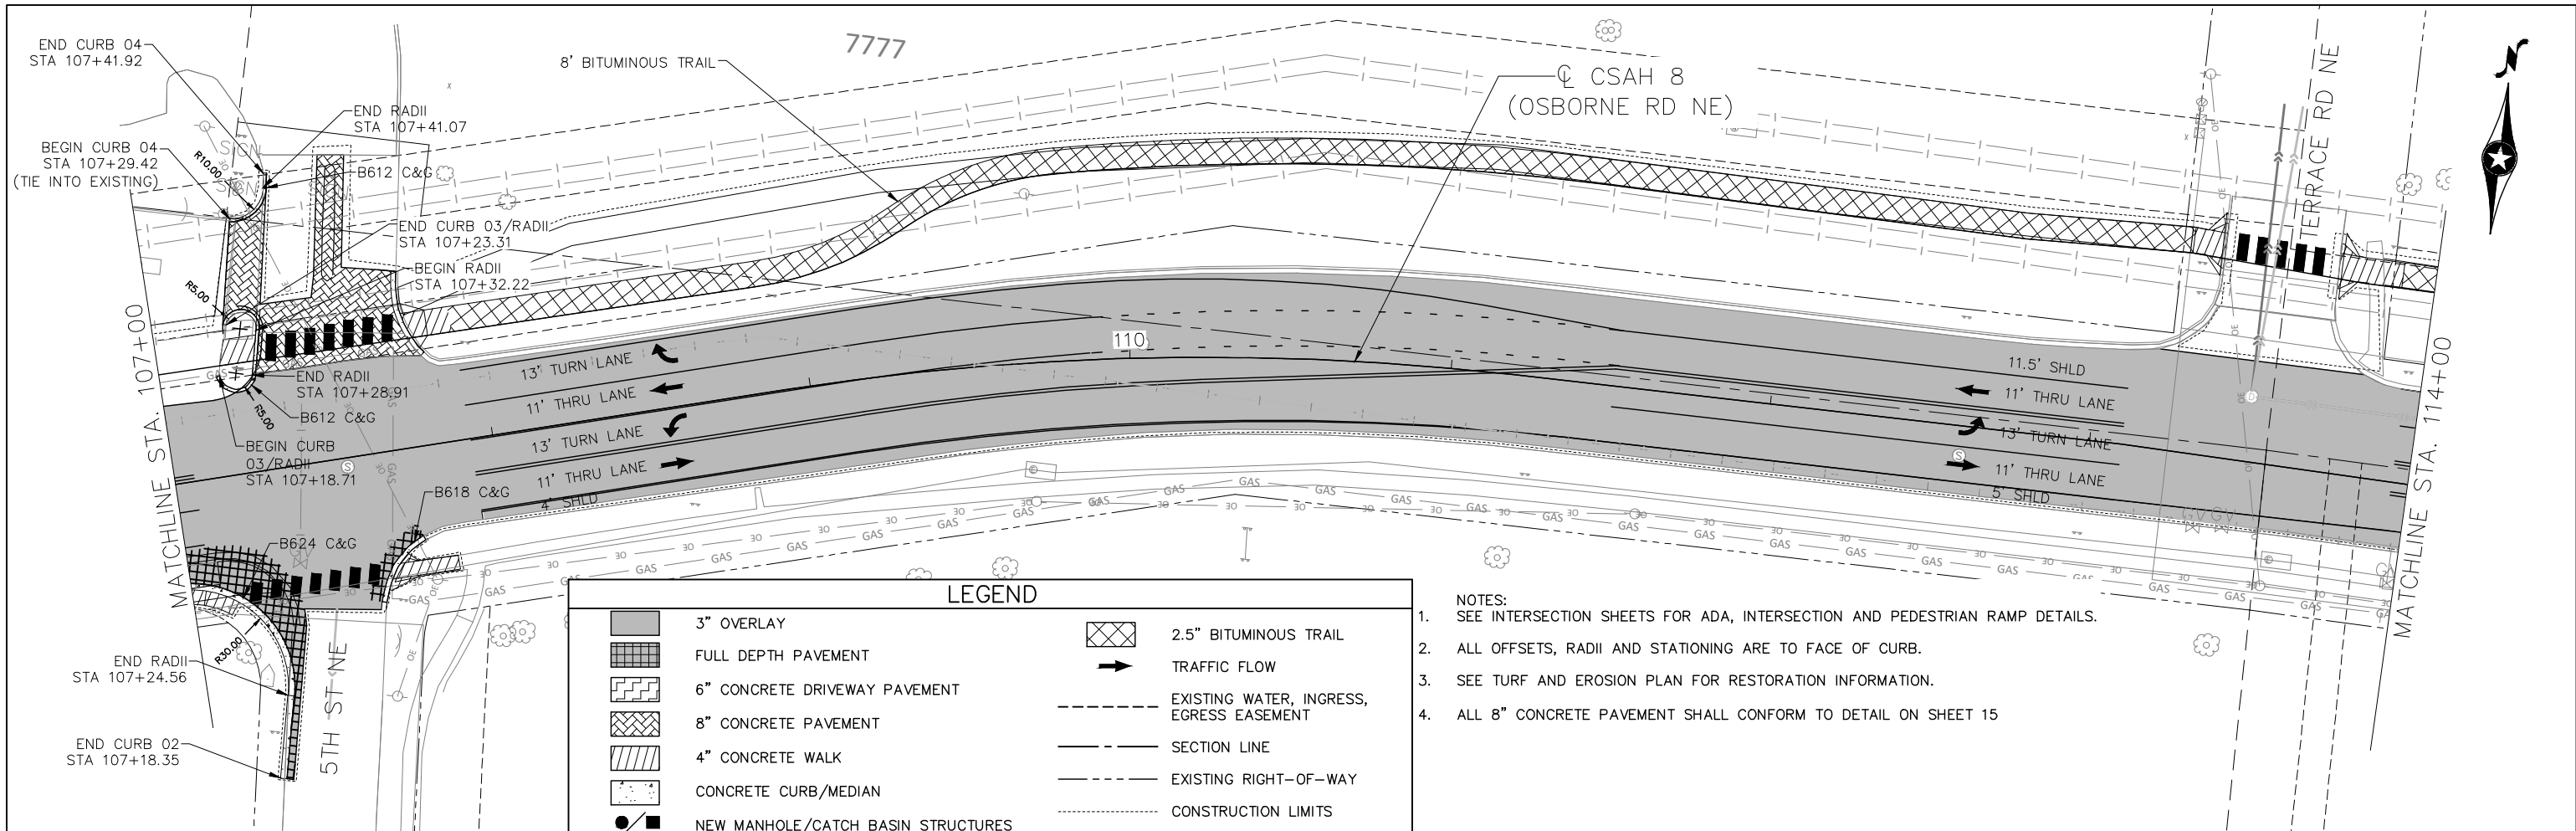 END CURB 04
STA 107+41.92
7777
8' BITUMINOUS TRAIL
℄ CSAH 8
(OSBORNE RD NE)
N
TERRACE RD NE
END RADII
STA 107+41.07
BEGIN CURB 04
STA 107+29.42
(TIE INTO EXISTING)
R10.00
SIGN
SIGN
B612 C&G
END CURB 03/RADII
STA 107+23.31
BEGIN RADII
STA 107+32.22
R5.00
MATCHLINE STA. 107+00
110
13' TURN LANE
11' THRU LANE
13' TURN LANE
11' THRU LANE
4' SHLD
11.5' SHLD
11' THRU LANE
13' TURN LANE
11' THRU LANE
5' SHLD
MATCHLINE STA. 114+00
GAS
END RADII
STA 107+28.91
B612 C&G
R5.00
BEGIN CURB
03/RADII
STA 107+18.71
B618 C&G
B624 C&G
R30.00
END RADII
STA 107+24.56
END CURB 02
STA 107+18.35
5TH ST NE
LEGEND
3" OVERLAY
FULL DEPTH PAVEMENT
6" CONCRETE DRIVEWAY PAVEMENT
8" CONCRETE PAVEMENT
4" CONCRETE WALK
CONCRETE CURB/MEDIAN
NEW MANHOLE/CATCH BASIN STRUCTURES
2.5" BITUMINOUS TRAIL
TRAFFIC FLOW
EXISTING WATER, INGRESS,
EGRESS EASEMENT
SECTION LINE
EXISTING RIGHT-OF-WAY
CONSTRUCTION LIMITS
NOTES:
1. SEE INTERSECTION SHEETS FOR ADA, INTERSECTION AND PEDESTRIAN RAMP DETAILS.
2. ALL OFFSETS, RADII AND STATIONING ARE TO FACE OF CURB.
3. SEE TURF AND EROSION PLAN FOR RESTORATION INFORMATION.
4. ALL 8" CONCRETE PAVEMENT SHALL CONFORM TO DETAIL ON SHEET 15